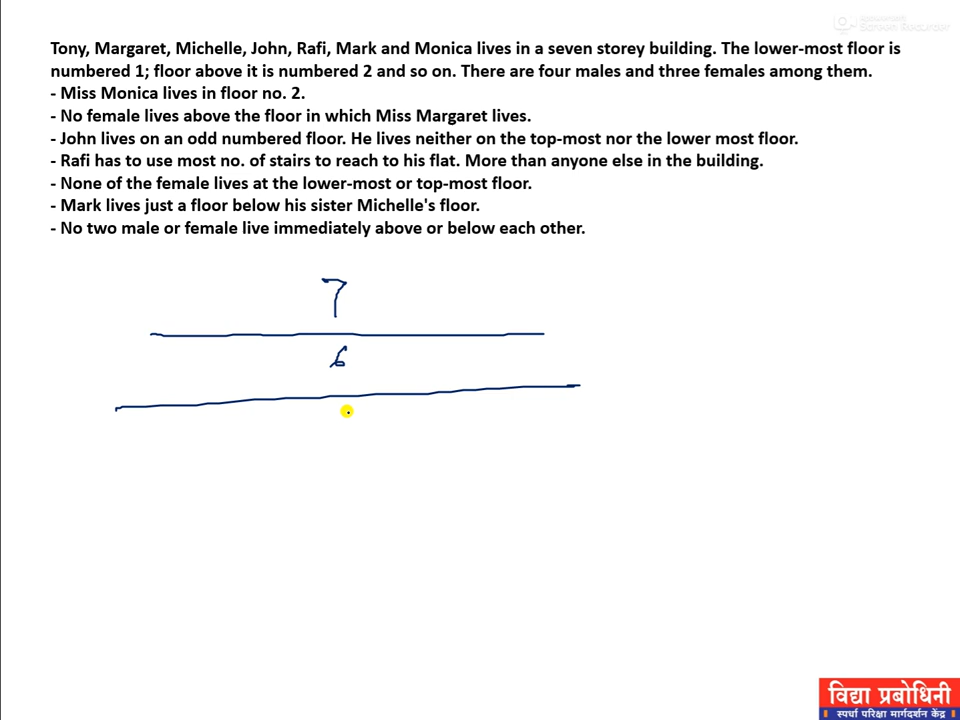 Screen Recorder
Tony, Margaret, Michelle, John, Rafi, Mark and Monica lives in a seven storey building. The lower-most floor is
numbered 1; floor above it is numbered 2 and so on. There are four males and three females among them.
- Miss Monica lives in floor no. 2.
- No female lives above the floor in which Miss Margaret lives.
- John lives on an odd numbered floor. He lives neither on the top-most nor the lower most floor.
- Rafi has to use most no. of stairs to reach to his flat. More than anyone else in the building.
- None of the female lives at the lower-most or top-most floor.
- Mark lives just a floor below his sister Michelle's floor.
- No two male or female live immediately above or below each other.
7
6
विद्या प्रबोधिनी
स्पर्धा परिक्षा मार्गदर्शन केंद्र